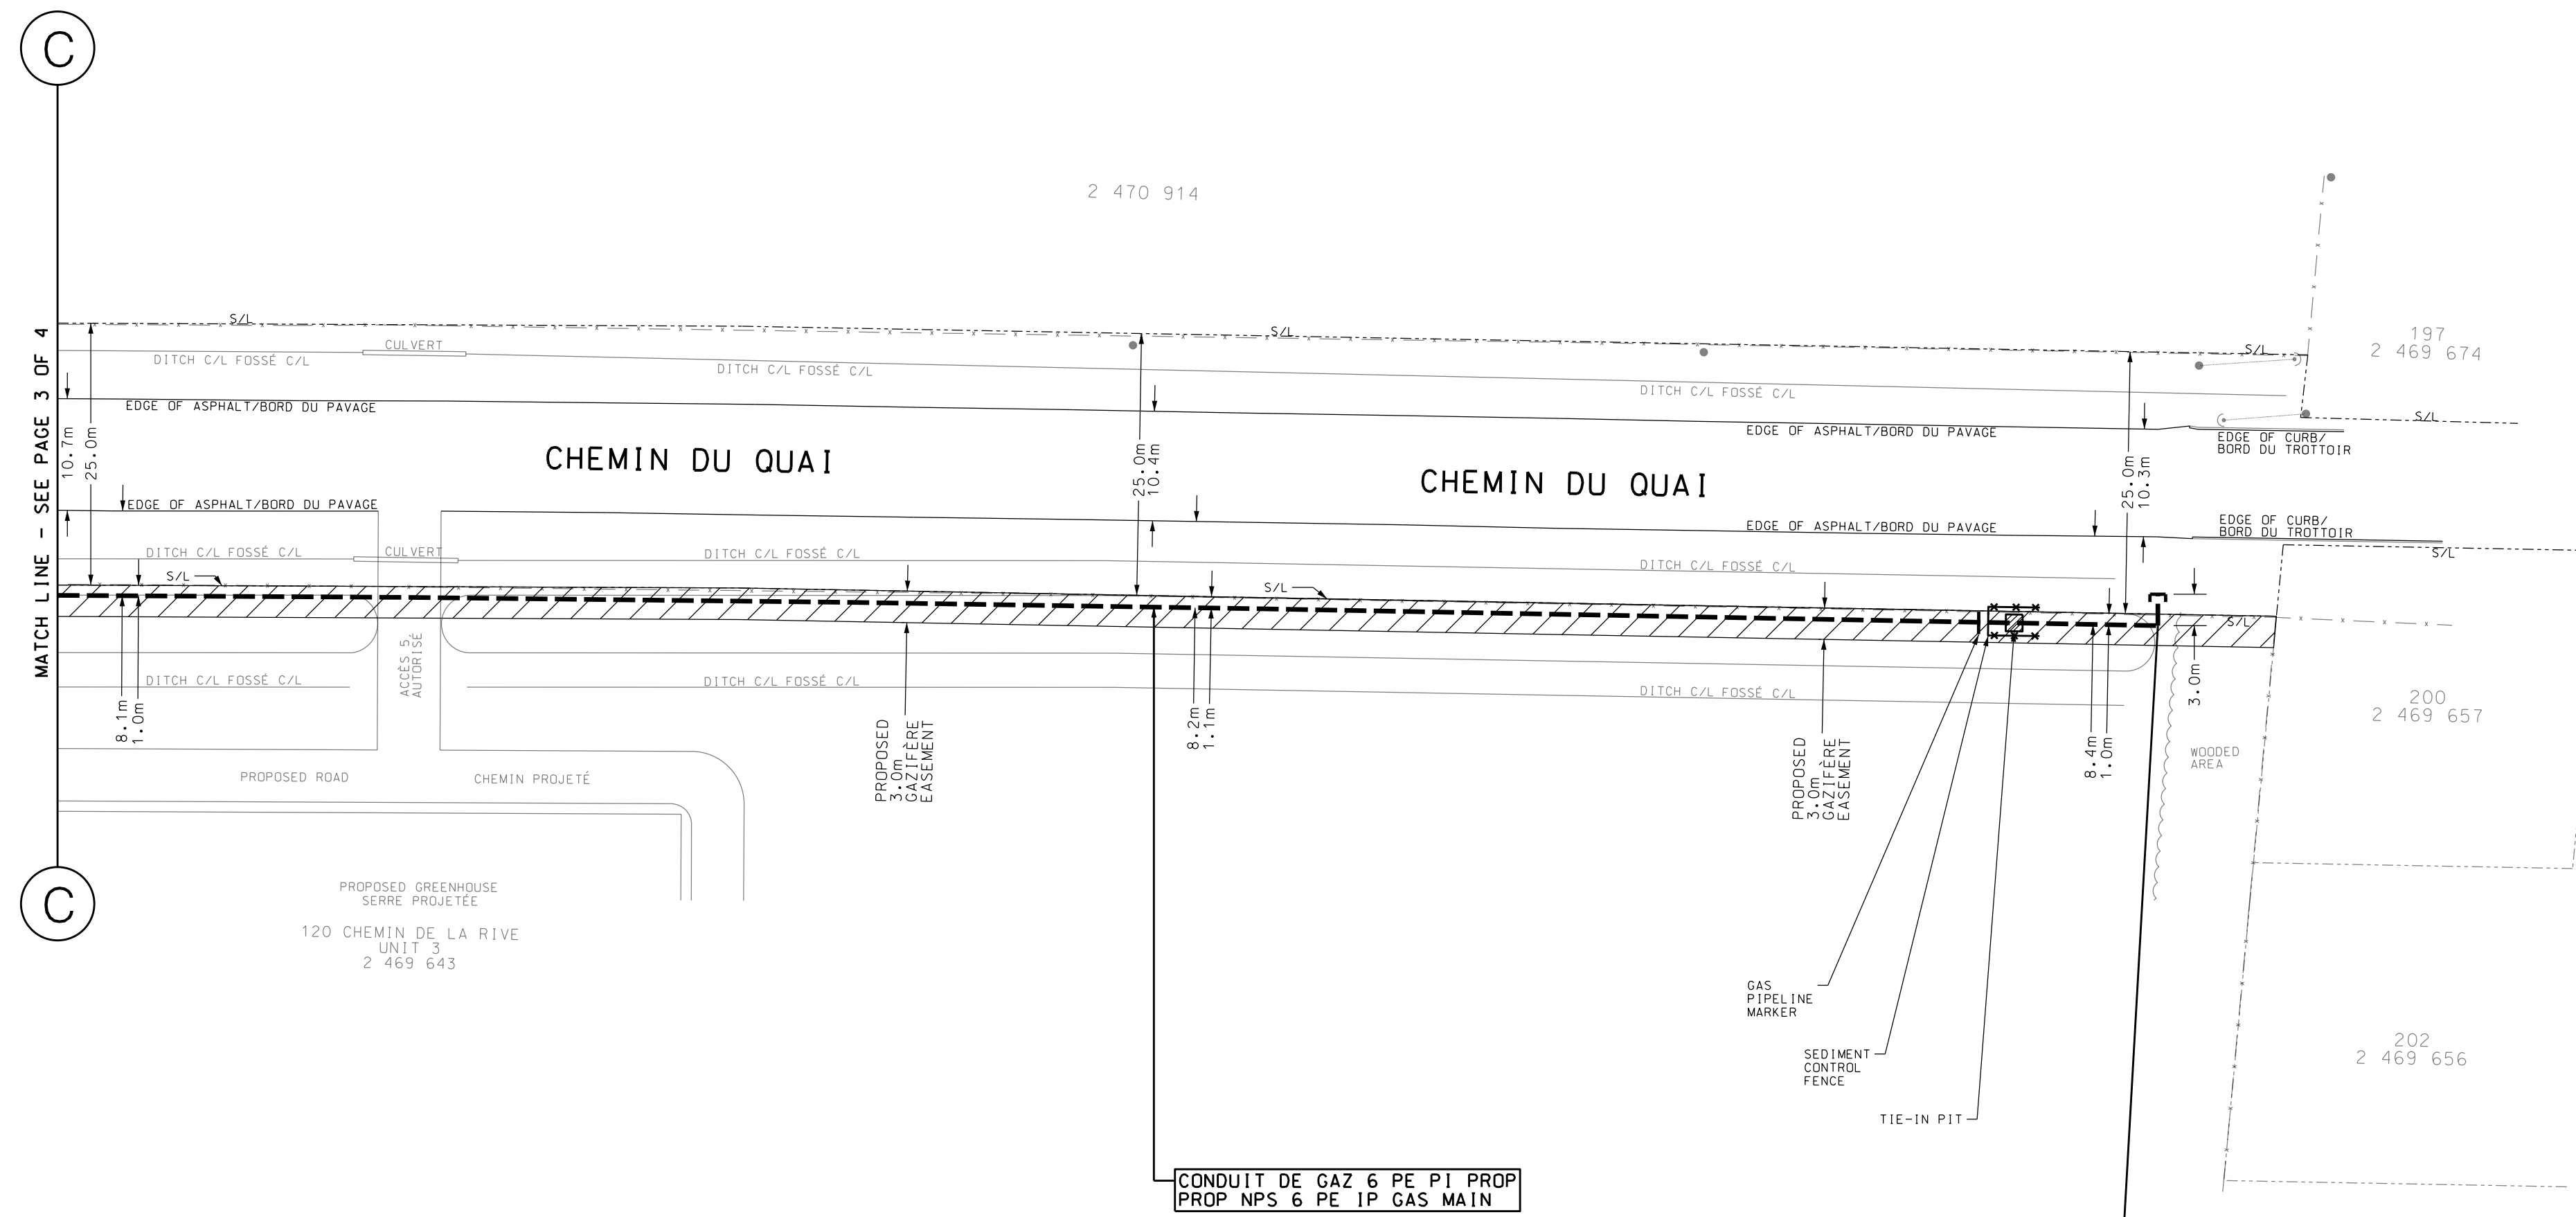 C
2 470 914
MATCH LINE - SEE PAGE 3 OF 4
S/L
S/L
S/L
197
2 469 674
CULVERT
DITCH C/L FOSSÉ C/L
DITCH C/L FOSSÉ C/L
DITCH C/L FOSSÉ C/L
EDGE OF ASPHALT/BORD DU PAVAGE
EDGE OF ASPHALT/BORD DU PAVAGE
S/L
EDGE OF CURB/
BORD DU TROTTOIR
10.7m
25.0m
CHEMIN DU QUAI
25.0m
10.4m
CHEMIN DU QUAI
25.0m
10.3m
EDGE OF ASPHALT/BORD DU PAVAGE
EDGE OF ASPHALT/BORD DU PAVAGE
EDGE OF CURB/
BORD DU TROTTOIR
S/L
DITCH C/L FOSSÉ C/L
CULVERT
DITCH C/L FOSSÉ C/L
DITCH C/L FOSSÉ C/L
S/L
S/L
S/L
ACCÈS 5,
AUTORISÉ
DITCH C/L FOSSÉ C/L
DITCH C/L FOSSÉ C/L
DITCH C/L FOSSÉ C/L
8.1m
1.0m
PROPOSED
3.0m
GAZIFÈRE
EASEMENT
8.2m
1.1m
PROPOSED
3.0m
GAZIFÈRE
EASEMENT
8.4m
1.0m
3.0m
200
2 469 657
WOODED
AREA
PROPOSED ROAD
CHEMIN PROJETÉ
PROPOSED GREENHOUSE
SERRE PROJETÉE
120 CHEMIN DE LA RIVE
UNIT 3
2 469 643
C
GAS
PIPELINE
MARKER
SEDIMENT
CONTROL
FENCE
TIE-IN PIT
202
2 469 656
CONDUIT DE GAZ 6 PE PI PROP
PROP NPS 6 PE IP GAS MAIN